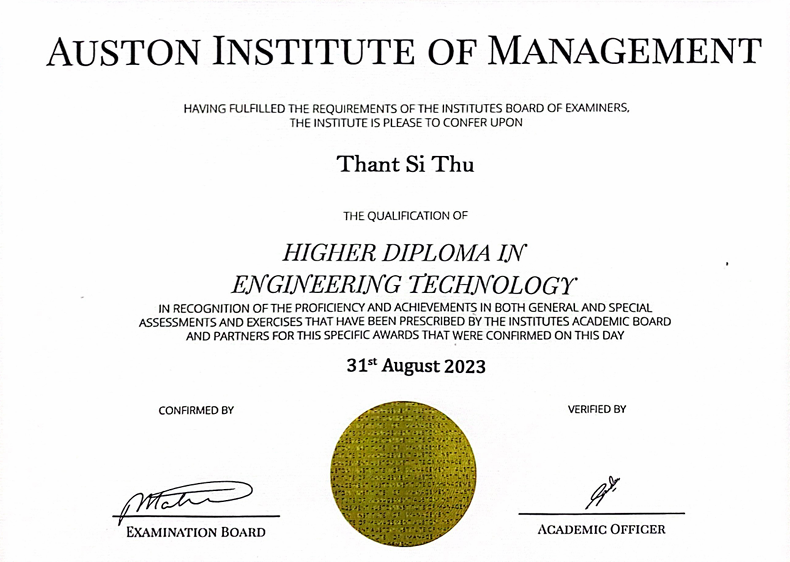 AUSTON INSTITUTE OF MANAGEMENT
HAVING FULFILLED THE REQUIREMENTS OF THE INSTITUTES BOARD OF EXAMINERS,
THE INSTITUTE IS PLEASE TO CONFER UPON
Thant Si Thu
THE QUALIFICATION OF
HIGHER DIPLOMA IN
ENGINEERING TECHNOLOGY
IN RECOGNITION OF THE PROFICIENCY AND ACHIEVEMENTS IN BOTH GENERAL AND SPECIAL
ASSESSMENTS AND EXERCISES THAT HAVE BEEN PRESCRIBED BY THE INSTITUTES ACADEMIC BOARD
AND PARTNERS FOR THIS SPECIFIC AWARDS THAT WERE CONFIRMED ON THIS DAY
31st August 2023
CONFIRMED BY
VERIFIED BY
EXAMINATION BOARD
ACADEMIC OFFICER